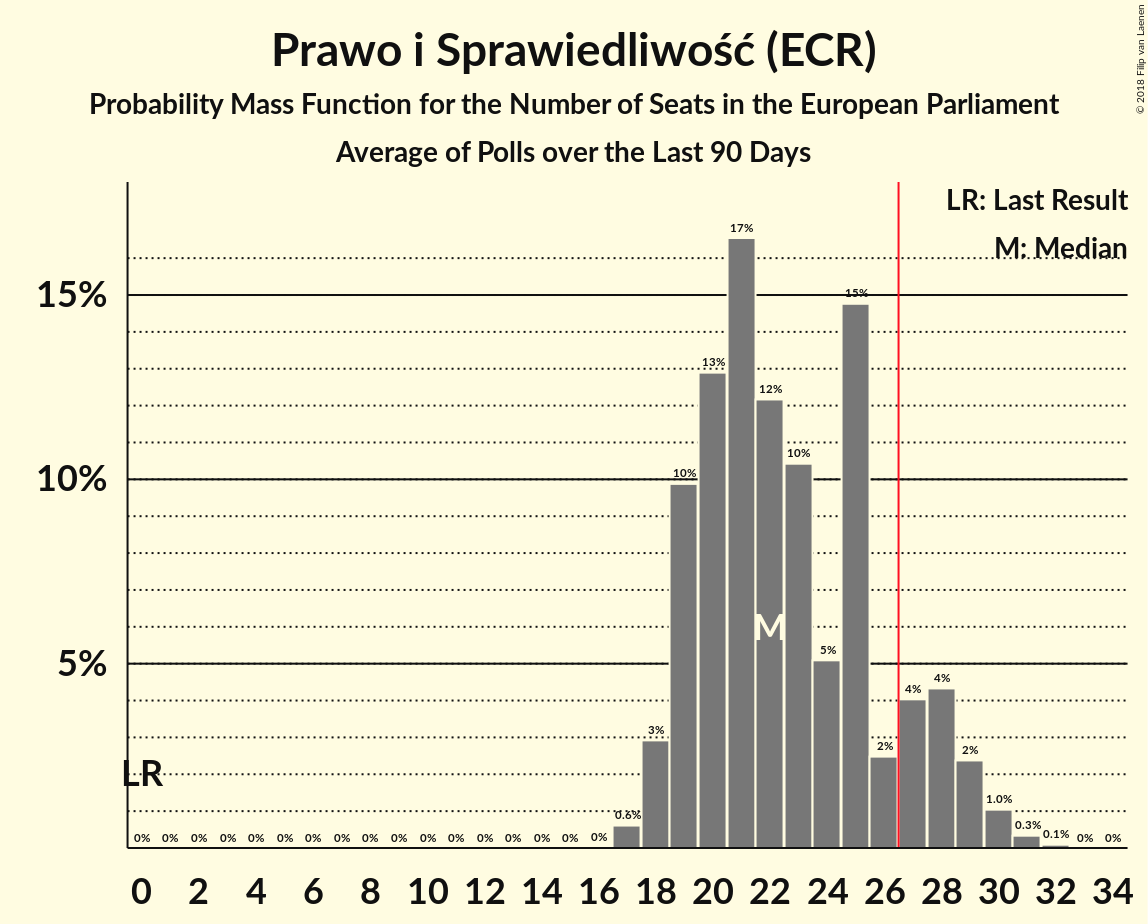 Prawo i Sprawiedliwość (ECR)
Probability Mass Function for the Number of Seats in the European Parliament
Average of Polls over the Last 90 Days
© 2018 Filip van Laenen
LR: Last Result
M: Median
17%
15%
15%
13%
12%
10%
10%
10%
M
5%
5%
4%
4%
3%
2%
2%
LR
1.0%
0.6%
0.3%
0.1%
0% 0% 0% 0% 0% 0% 0% 0% 0% 0% 0% 0% 0% 0% 0% 0% 0% 0% 0%
0 2 4 6 8 10 12 14 16 18 20 22 24 26 28 30 32 34